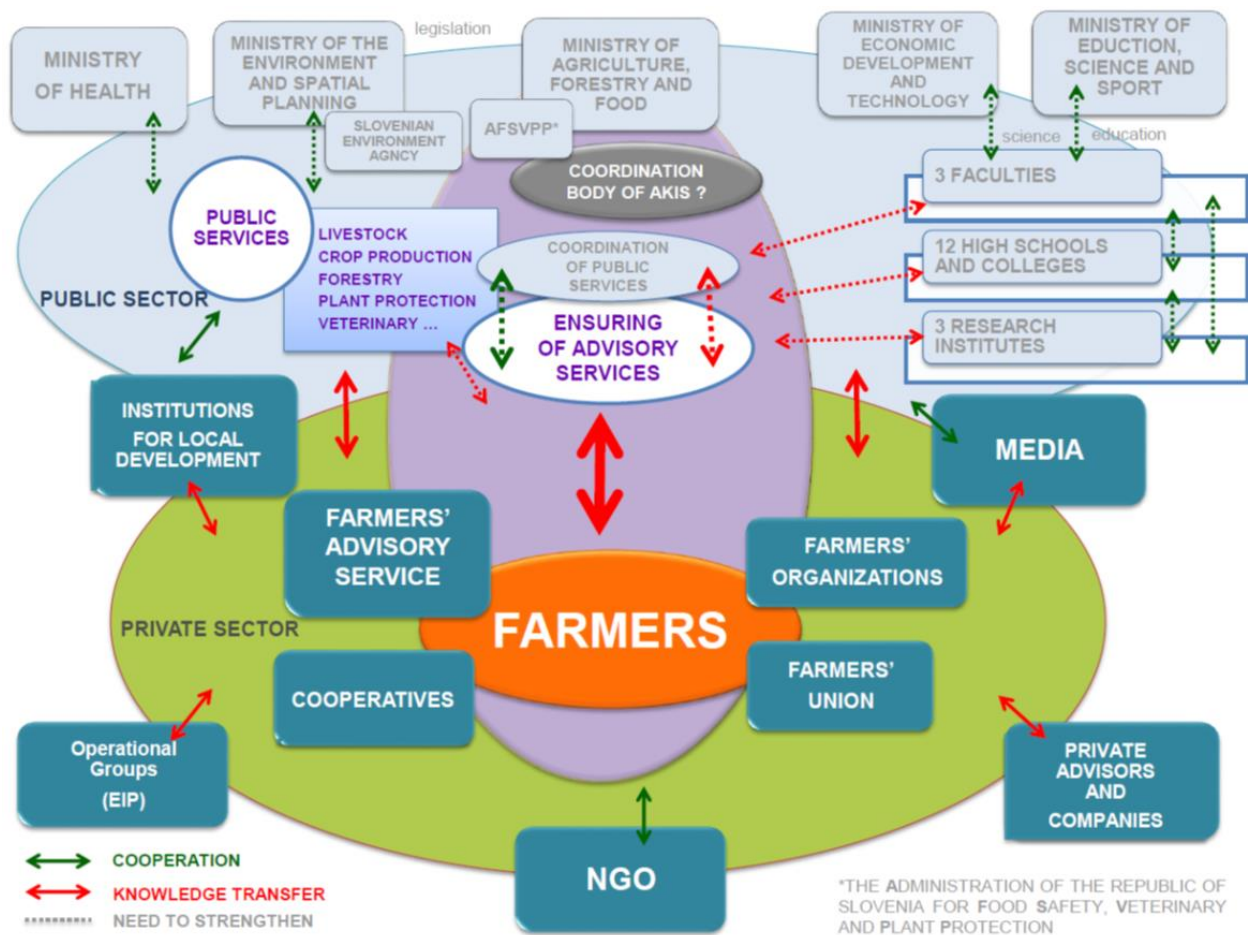 legislation
MINISTRY
OF HEALTH
MINISTRY OF THE
ENVIRONMENT
AND SPATIAL
PLANNING
MINISTRY OF
AGRICULTURE,
FORESTRY AND
FOOD
MINISTRY OF
ECONOMIC
DEVELOPMENT
AND
TECHNOLOGY
MINISTRY OF
EDUCTION,
SCIENCE AND
SPORT
SLOVENIAN
ENVIRONMENT
AGNCY
AFSVPP*
science
education
COORDINATION
BODY OF AKIS ?
3 FACULTIES
PUBLIC
SERVICES
LIVESTOCK
CROP PRODUCTION
FORESTRY
PLANT PROTECTION
VETERINARY ...
COORDINATION
OF PUBLIC
SERVICES
12 HIGH SCHOOLS
AND COLLEGES
PUBLIC SECTOR
ENSURING
OF ADVISORY
SERVICES
3 RESEARCH
INSTITUTES
INSTITUTIONS
FOR LOCAL
DEVELOPMENT
MEDIA
FARMERS'
ADVISORY
SERVICE
FARMERS'
ORGANIZATIONS
PRIVATE SECTOR
FARMERS
COOPERATIVES
FARMERS'
UNION
Operational
Groups
(EIP)
PRIVATE
ADVISORS
AND
COMPANIES
NGO
COOPERATION
KNOWLEDGE TRANSFER
NEED TO STRENGTHEN
*THE ADMINISTRATION OF THE REPUBLIC OF
SLOVENIA FOR FOOD SAFETY, VETERINARY
AND PLANT PROTECTION